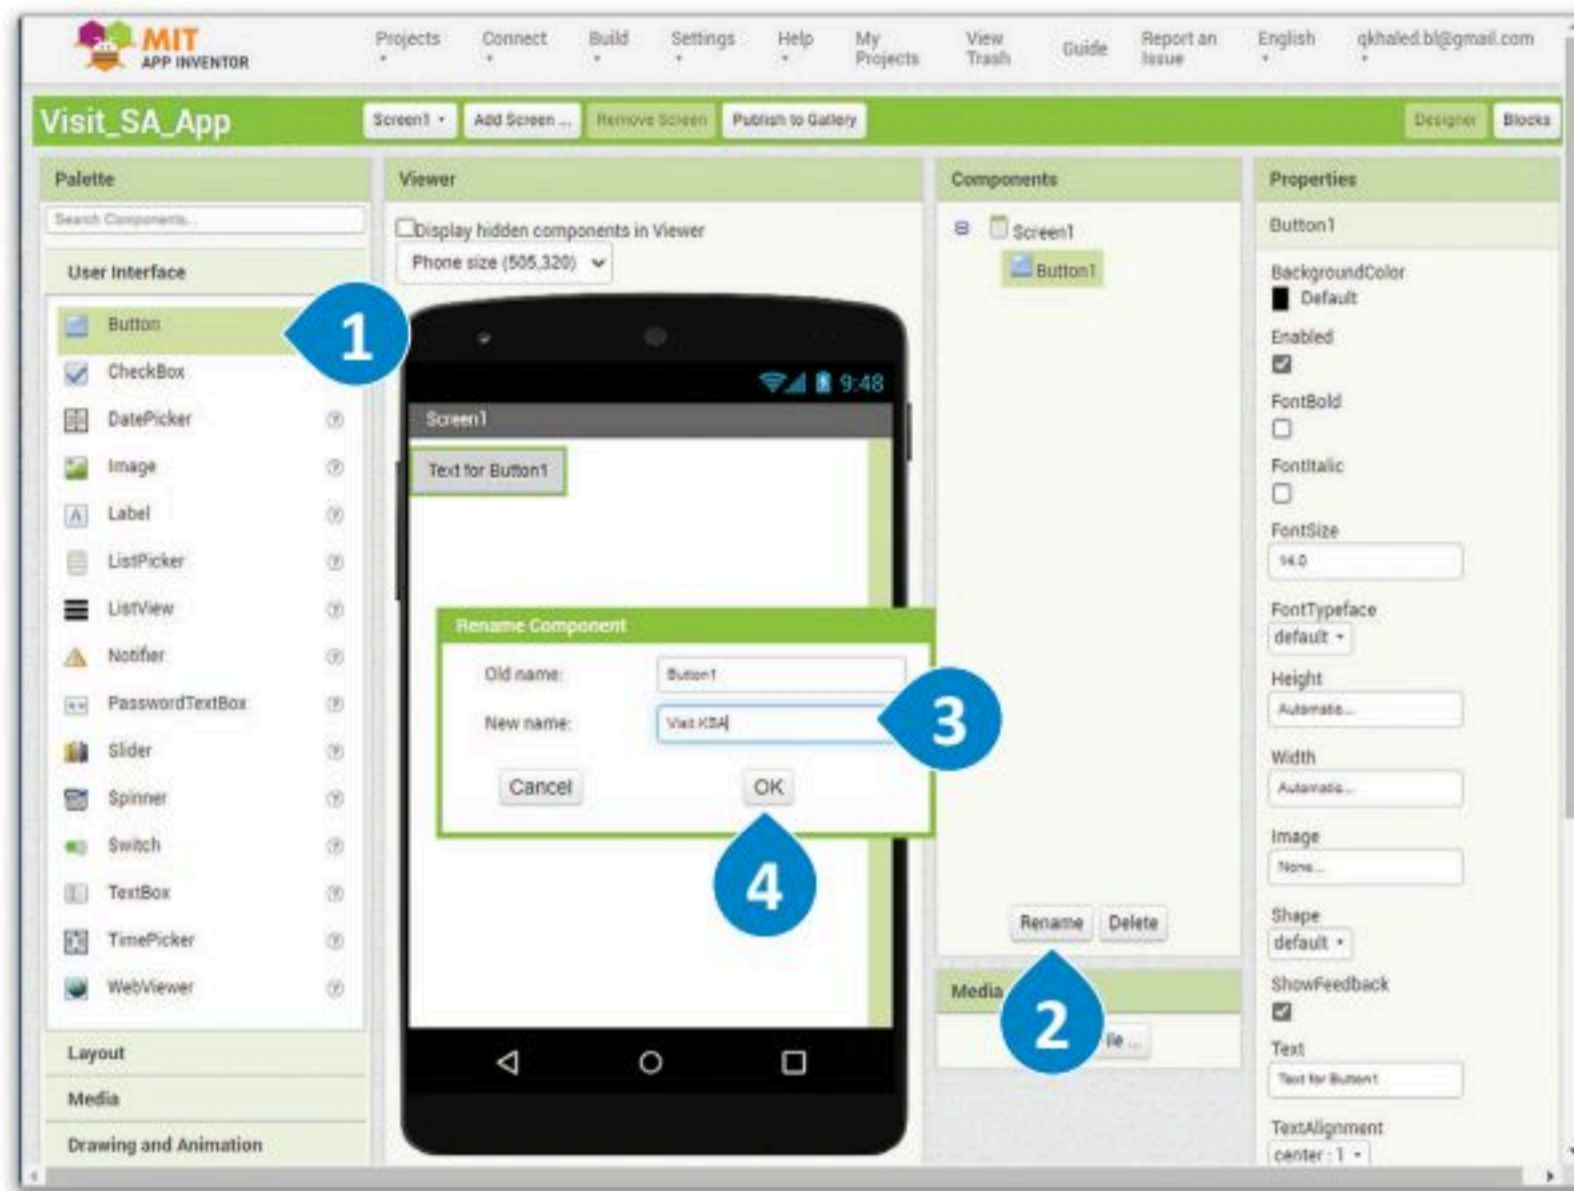 MIT
APP INVENTOR
Projects
Connect
Build
Settings
Help
My Projects
View Trash
Guide
Report an Issue
English
qkhaled.bl@gmail.com
Visit_SA_App
Screen1
Add Screen ...
Remove Screen
Publish to Gallery
Designer
Blocks
Palette
Search Components...
User Interface
Button
CheckBox
DatePicker
Image
Label
ListPicker
ListView
Notifier
PasswordTextBox
Slider
Spinner
Switch
TextBox
TimePicker
WebViewer
Layout
Media
Drawing and Animation
1
Viewer
Display hidden components in Viewer
Phone size (505,320)
9:48
Screen1
Text for Button1
Rename Component
Old name:
Button1
New name:
Visit KSA
Cancel
OK
3
4
Components
Screen1
Button1
Rename
Delete
2
Media
ile ...
Properties
Button1
BackgroundColor
Default
Enabled
FontBold
FontItalic
FontSize
14.0
FontTypeface
default
Height
Automatic...
Width
Automatic...
Image
None...
Shape
default
ShowFeedback
Text
Text for Button1
TextAlignment
center : 1